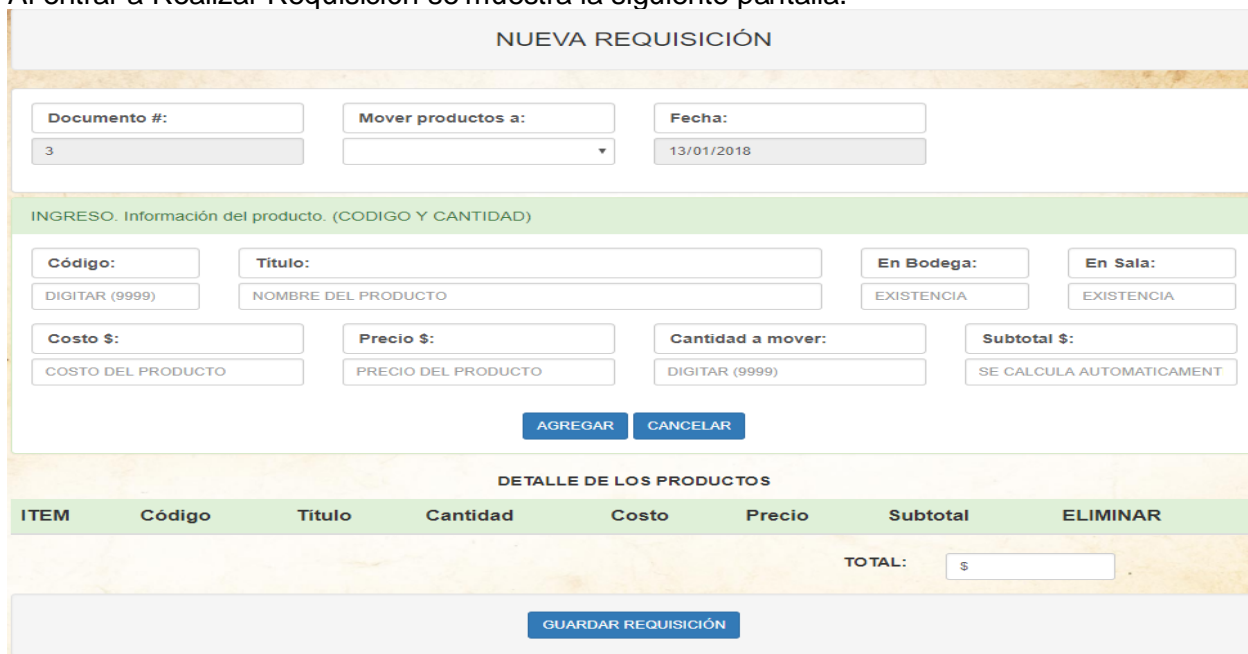 Al entrar a Realizar Requisición se muestra la siguiente pantalla:
NUEVA REQUISICIÓN
Documento #: Mover productos a: Fecha:
3 13/01/2018
INGRESO. Información del producto. (CODIGO Y CANTIDAD)
Código: Título: En Bodega: En Sala:
DIGITAR (9999) NOMBRE DEL PRODUCTO EXISTENCIA EXISTENCIA
Costo $: Precio $: Cantidad a mover: Subtotal $:
COSTO DEL PRODUCTO PRECIO DEL PRODUCTO DIGITAR (9999) SE CALCULA AUTOMATICAMENT
AGREGAR CANCELAR
DETALLE DE LOS PRODUCTOS
ITEM Código Título Cantidad Costo Precio Subtotal ELIMINAR
TOTAL: $
GUARDAR REQUISICIÓN